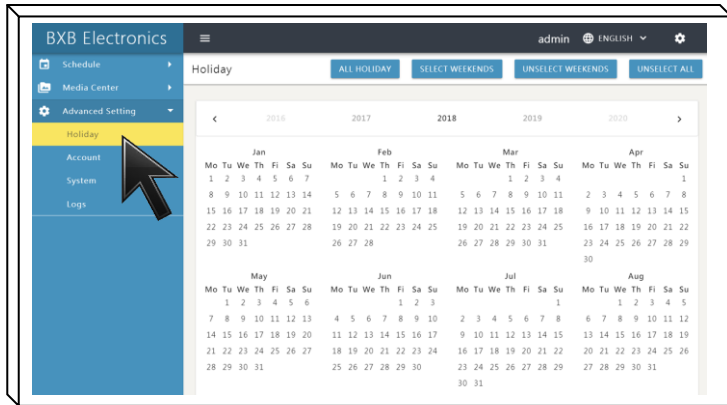 BXB Electronics
admin ENGLISH
Schedule
Media Center
Advanced Setting
Holiday
Account
System
Logs
Holiday ALL HOLIDAY SELECT WEEKENDS UNSELECT WEEKENDS UNSELECT ALL
‹ 2016 2017 2018 2019 2020 ›
Jan Feb Mar Apr
Mo Tu We Th Fi Sa Su Mo Tu We Th Fi Sa Su Mo Tu We Th Fi Sa Su Mo Tu We Th Fi Sa Su
1 2 3 4 5 6 7 1 2 3 4 1 2 3 4 1
8 9 10 11 12 13 14 5 6 7 8 9 10 11 5 6 7 8 9 10 11 2 3 4 5 6 7 8
15 16 17 18 19 20 21 12 13 14 15 16 17 18 12 13 14 15 16 17 18 9 10 11 12 13 14 15
22 23 24 25 26 27 28 19 20 21 22 23 24 25 19 20 21 22 23 24 25 16 17 18 19 20 21 22
29 30 31 26 27 28 26 27 28 29 30 31 23 24 25 26 27 28 29
30
May Jun Jul Aug
Mo Tu We Th Fi Sa Su Mo Tu We Th Fi Sa Su Mo Tu We Th Fi Sa Su Mo Tu We Th Fi Sa Su
1 2 3 4 5 6 1 2 3 1 1 2 3 4 5
7 8 9 10 11 12 13 4 5 6 7 8 9 10 2 3 4 5 6 7 8 6 7 8 9 10 11 12
14 15 16 17 18 19 20 11 12 13 14 15 16 17 9 10 11 12 13 14 15 13 14 15 16 17 18 19
21 22 23 24 25 26 27 18 19 20 21 22 23 24 16 17 18 19 20 21 22 20 21 22 23 24 25 26
28 29 30 31 25 26 27 28 29 30 23 24 25 26 27 28 29 27 28 29 30 31
30 31